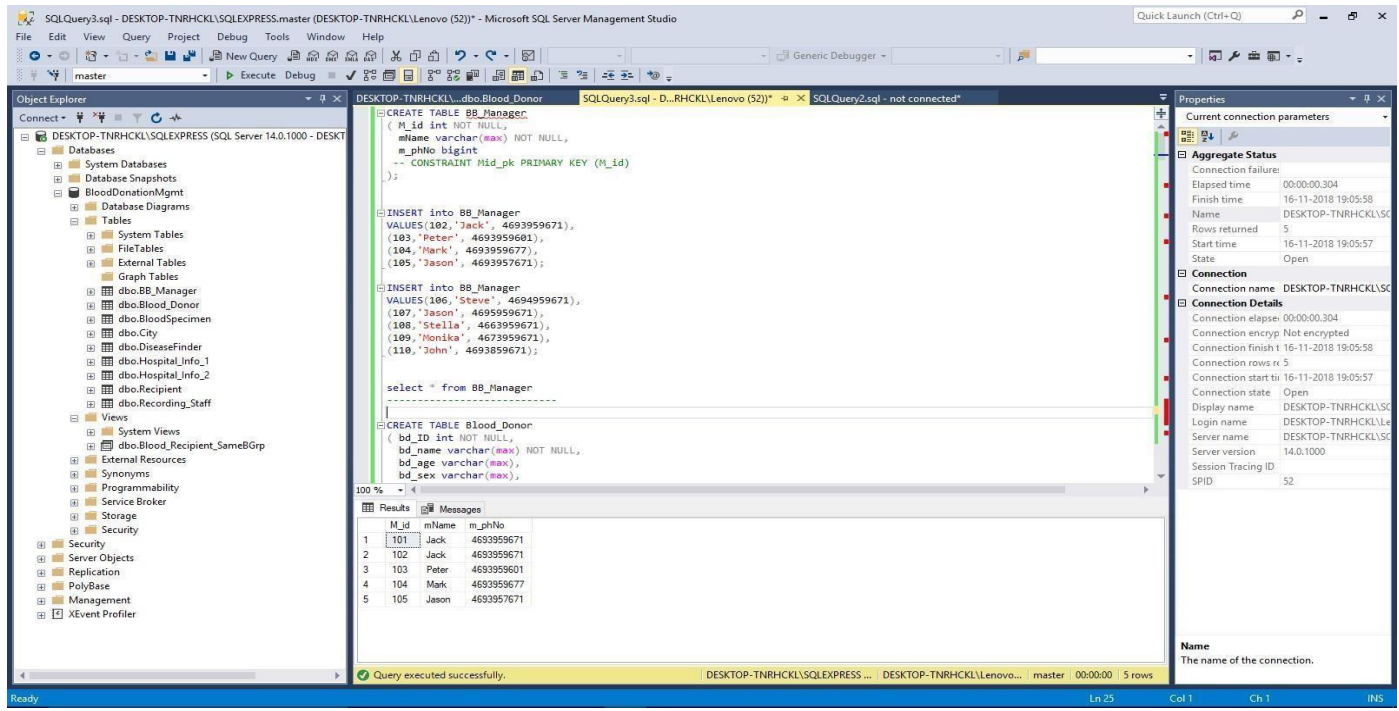 SQLQuery3.sql - DESKTOP-TNRHCKL\SQLEXPRESS.master (DESKTOP-TNRHCKL\Lenovo (52))* - Microsoft SQL Server Management Studio
Quick Launch (Ctrl+Q)
File Edit View Query Project Debug Tools Window Help
New Query
Generic Debugger
master
Execute Debug
Object Explorer
Connect
DESKTOP-TNRHCKL\SQLEXPRESS (SQL Server 14.0.1000 - DESKT
Databases
System Databases
Database Snapshots
BloodDonationMgmt
Database Diagrams
Tables
System Tables
FileTables
External Tables
Graph Tables
dbo.BB_Manager
dbo.Blood_Donor
dbo.BloodSpecimen
dbo.City
dbo.DiseaseFinder
dbo.Hospital_Info_1
dbo.Hospital_Info_2
dbo.Recipient
dbo.Recording_Staff
Views
System Views
dbo.Blood_Recipient_SameBGrp
External Resources
Synonyms
Programmability
Service Broker
Storage
Security
Security
Server Objects
Replication
PolyBase
Management
XEvent Profiler
DESKTOP-TNRHCKL\...dbo.Blood_Donor SQLQuery3.sql - D...RHCKL\Lenovo (52))* SQLQuery2.sql - not connected*
CREATE TABLE BB_Manager
( M_id int NOT NULL,
mName varchar(max) NOT NULL,
m_phNo bigint
-- CONSTRAINT Mid_pk PRIMARY KEY (M_id)
);
INSERT into BB_Manager
VALUES(102,'Jack', 4693959671),
(103,'Peter', 4693959601),
(104,'Mark', 4693959677),
(105,'Jason', 4693957671);
INSERT into BB_Manager
VALUES(106,'Steve', 4694959671),
(107,'Jason', 4695959671),
(108,'Stella', 4663959671),
(109,'Monika', 4673959671),
(110,'John', 4693859671);
select * from BB_Manager
----------------------------
CREATE TABLE Blood_Donor
( bd_ID int NOT NULL,
bd_name varchar(max) NOT NULL,
bd_age varchar(max),
bd_sex varchar(max),
100 %
Results Messages
M_id mName m_phNo
1 101 Jack 4693959671
2 102 Jack 4693959671
3 103 Peter 4693959601
4 104 Mark 4693959677
5 105 Jason 4693957671
Query executed successfully. DESKTOP-TNRHCKL\SQLEXPRESS ... DESKTOP-TNRHCKL\Lenovo... master 00:00:00 5 rows
Properties
Current connection parameters
Aggregate Status
Connection failure:
Elapsed time 00:00:00.304
Finish time 16-11-2018 19:05:58
Name DESKTOP-TNRHCKL\SC
Rows returned 5
Start time 16-11-2018 19:05:57
State Open
Connection
Connection name DESKTOP-TNRHCKL\SC
Connection Details
Connection elapse 00:00:00.304
Connection encryp Not encrypted
Connection finish t 16-11-2018 19:05:58
Connection rows re 5
Connection start ti 16-11-2018 19:05:57
Connection state Open
Display name DESKTOP-TNRHCKL\SC
Login name DESKTOP-TNRHCKL\Le
Server name DESKTOP-TNRHCKL\SC
Server version 14.0.1000
Session Tracing ID
SPID 52
Name
The name of the connection.
Ready Ln 25 Col 1 Ch 1 INS